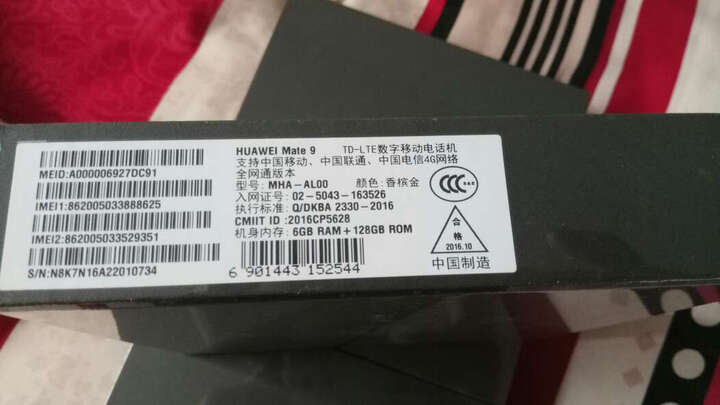 MEID:A000006927DC91
IMEI1:862005033888625
IMEI2:862005033529351
S/N:N8K7N16A22010734
HUAWEI Mate 9 TD-LTE数字移动电话机
支持中国移动、中国联通、中国电信4G网络
全网通版本
型号: MHA-AL00 颜色:香槟金
入网证号: 02-5043-163526
执行标准: Q/DKBA 2330-2016
CMIIT ID :2016CP5628
机身内存: 6GB RAM+128GB ROM
6 901443 152544
CCC
合格
2016.10
中国制造